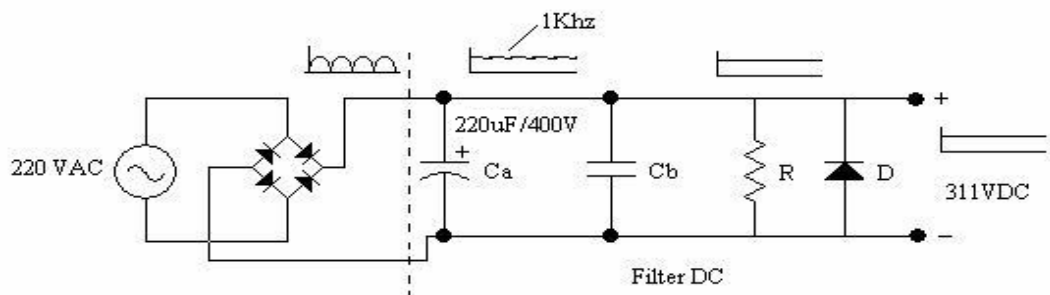 1Khz
220uF/400V
+
+
220 VAC
Ca
Cb
R
D
311VDC
−
Filter DC